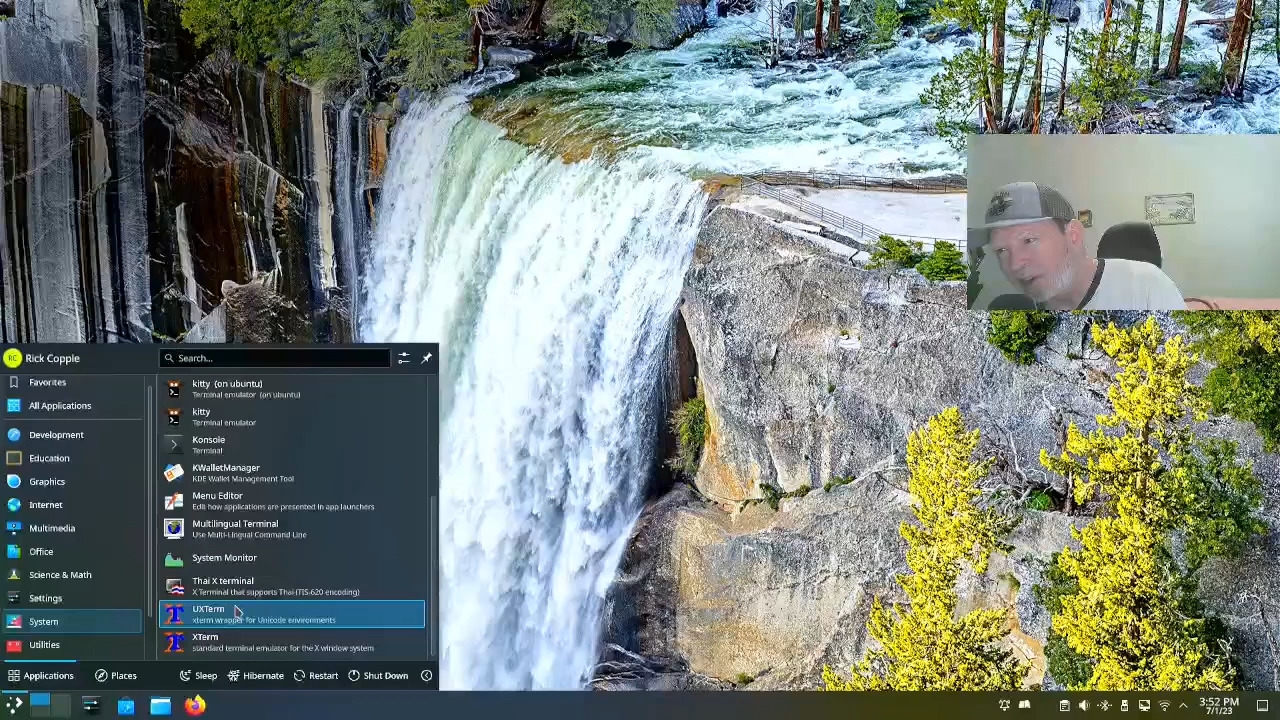 RC Rick Copple
Search...
Favorites
All Applications
Development
Education
Graphics
Internet
Multimedia
Office
Science & Math
Settings
System
Utilities
kitty (on ubuntu)
Terminal emulator (on ubuntu)
kitty
Terminal emulator
Konsole
Terminal
KWalletManager
KDE Wallet Management Tool
Menu Editor
Edit how applications are presented in app launchers
Multilingual Terminal
Use Multi-Lingual Command Line
System Monitor
Thai X terminal
X Terminal that supports Thai (TIS-620 encoding)
UXTerm
xterm wrapper for Unicode environments
XTerm
standard terminal emulator for the X window system
Applications
Places
Sleep
Hibernate
Restart
Shut Down
3:52 PM
7/1/23